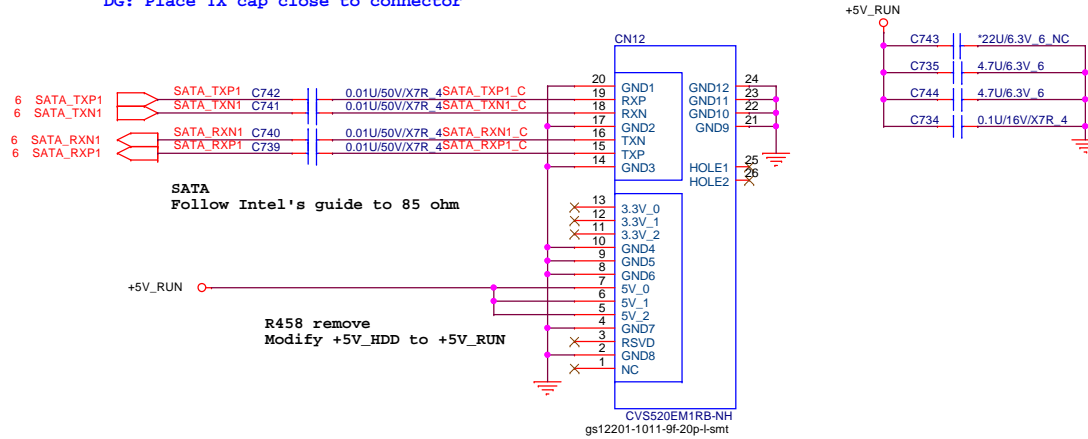 DG: Place TX cap close to connector
+5V_RUN
C743 *22U/6.3V_6_NC
C735 4.7U/6.3V_6
C744 4.7U/6.3V_6
C734 0.1U/16V/X7R_4
CN12
20 GND1 GND12 24
6 SATA_TXP1 SATA_TXP1 C742 0.01U/50V/X7R_4 SATA_TXP1_C 19 RXP GND11 23
6 SATA_TXN1 SATA_TXN1 C741 0.01U/50V/X7R_4 SATA_TXN1_C 18 RXN GND10 22
17 GND2 GND9 21
6 SATA_RXN1 SATA_RXN1 C740 0.01U/50V/X7R_4 SATA_RXN1_C 16 TXN
6 SATA_RXP1 SATA_RXP1 C739 0.01U/50V/X7R_4 SATA_RXP1_C 15 TXP
14 GND3 HOLE1 25
HOLE2 26
SATA
Follow Intel's guide to 85 ohm
13 3.3V_0
12 3.3V_1
11 3.3V_2
10 GND4
9 GND5
8 GND6
+5V_RUN 7 5V_0
6 5V_1
5 5V_2
R458 remove
Modify +5V_HDD to +5V_RUN
4 GND7
3 RSVD
2 GND8
1 NC
CVS520EM1RB-NH
gs12201-1011-9f-20p-l-smt